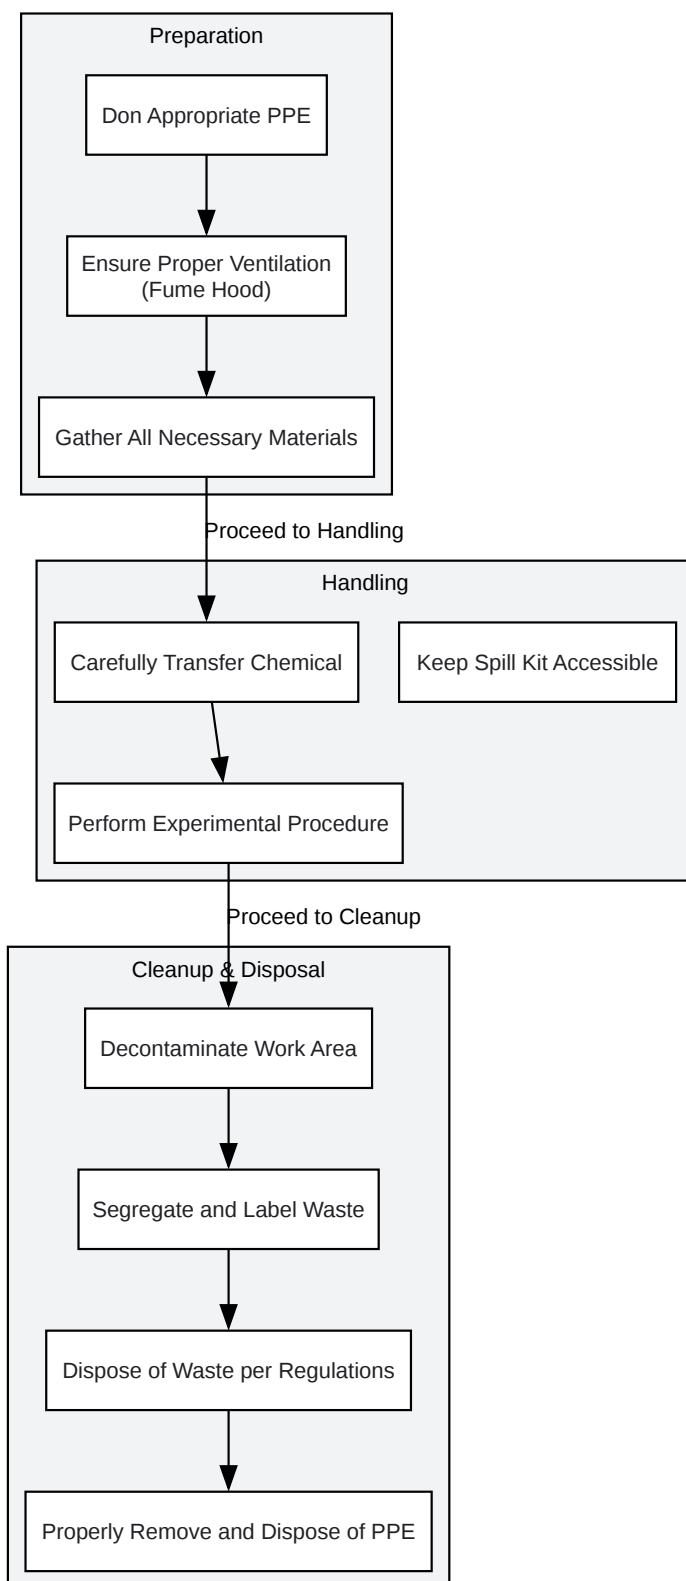 Preparation
Don Appropriate PPE
Ensure Proper Ventilation
(Fume Hood)
Gather All Necessary Materials
Proceed to Handling
Handling
Carefully Transfer Chemical
Keep Spill Kit Accessible
Perform Experimental Procedure
Proceed to Cleanup
Cleanup & Disposal
Decontaminate Work Area
Segregate and Label Waste
Dispose of Waste per Regulations
Properly Remove and Dispose of PPE